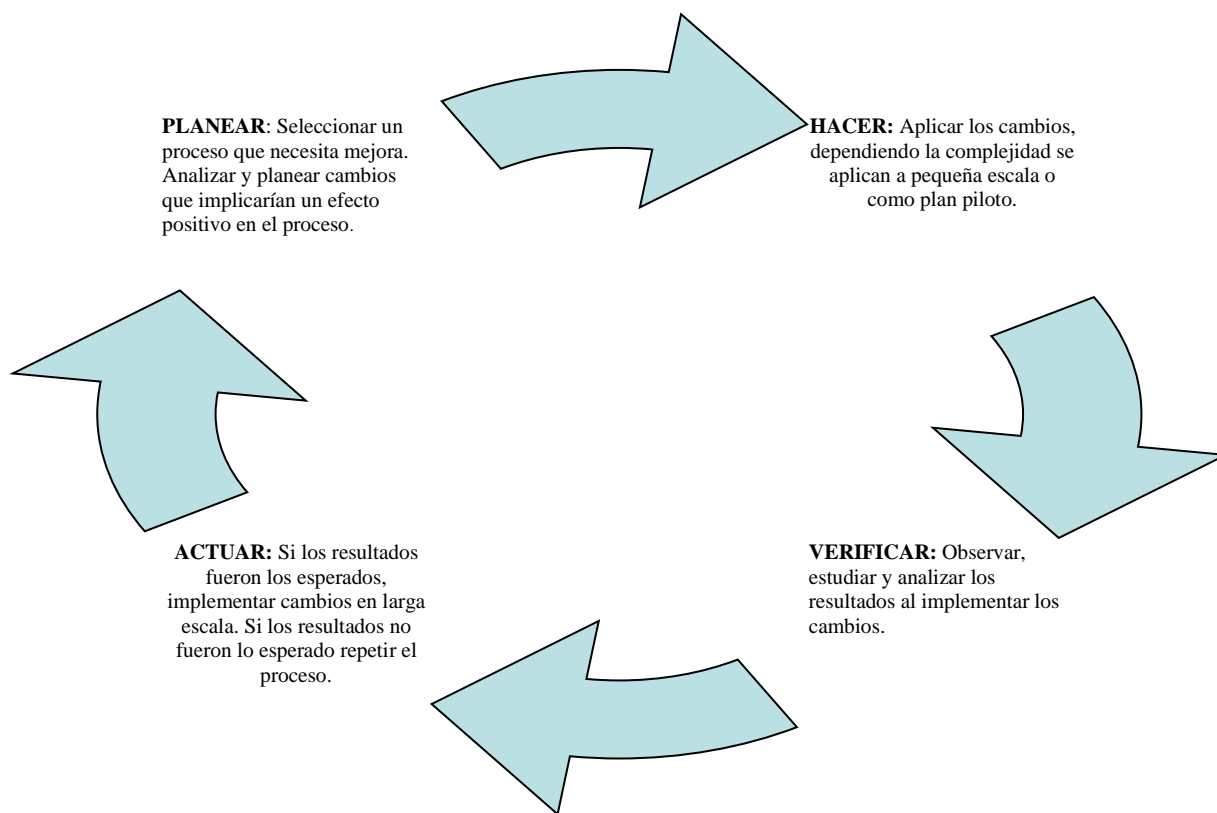 PLANEAR: Seleccionar un
proceso que necesita mejora.
Analizar y planear cambios
que implicarían un efecto
positivo en el proceso.
HACER: Aplicar los cambios,
dependiendo la complejidad se
aplican a pequeña escala o
como plan piloto.
VERIFICAR: Observar,
estudiar y analizar los
resultados al implementar los
cambios.
ACTUAR: Si los resultados
fueron los esperados,
implementar cambios en larga
escala. Si los resultados no
fueron lo esperado repetir el
proceso.